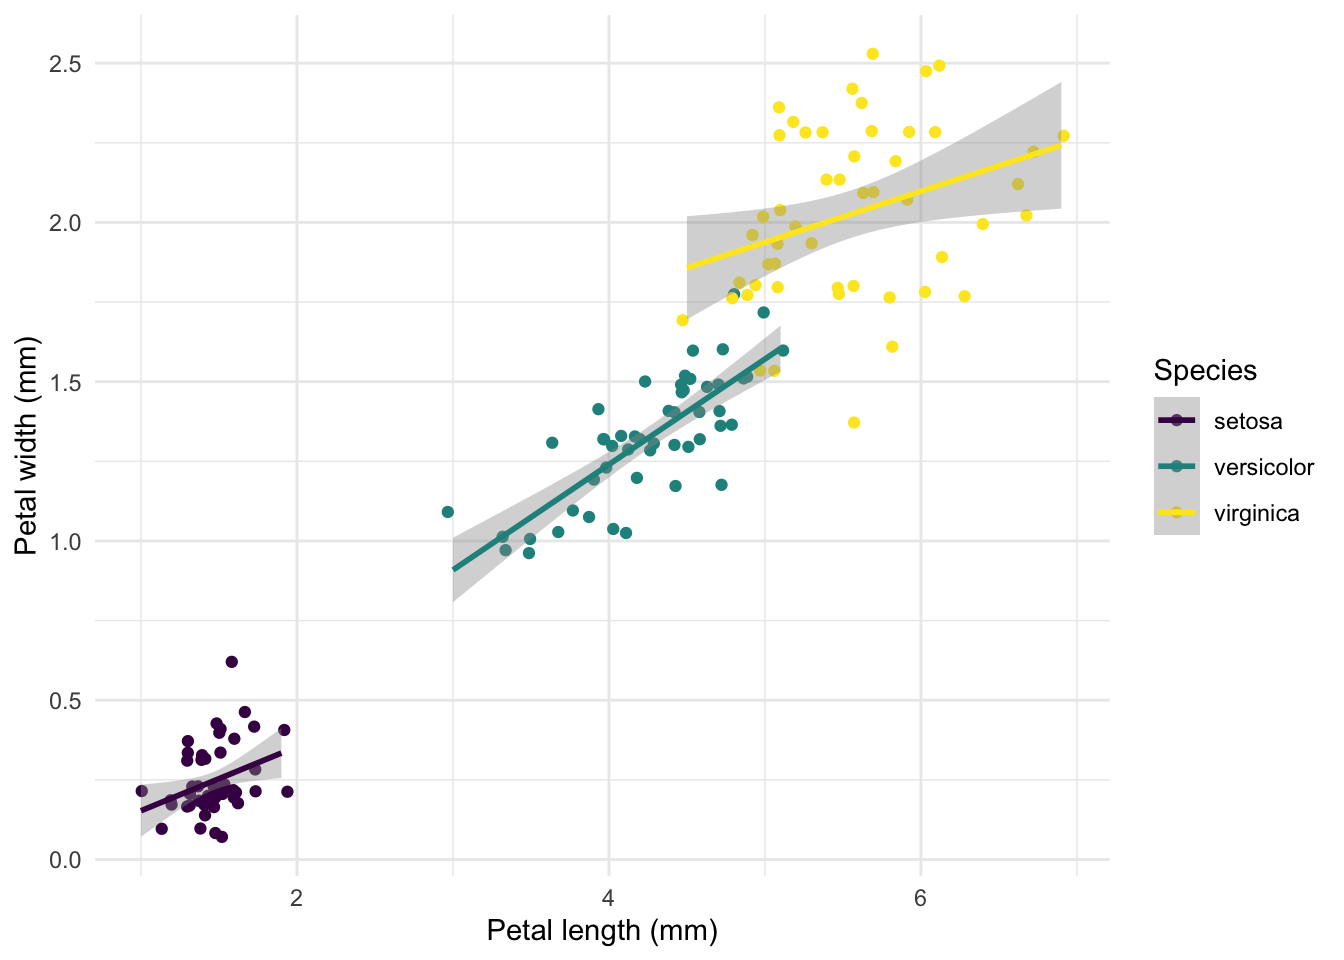 2.5
2.0
1.5
1.0
0.5
0.0
Petal width (mm)
2
4
6
Petal length (mm)
Species
setosa
versicolor
virginica